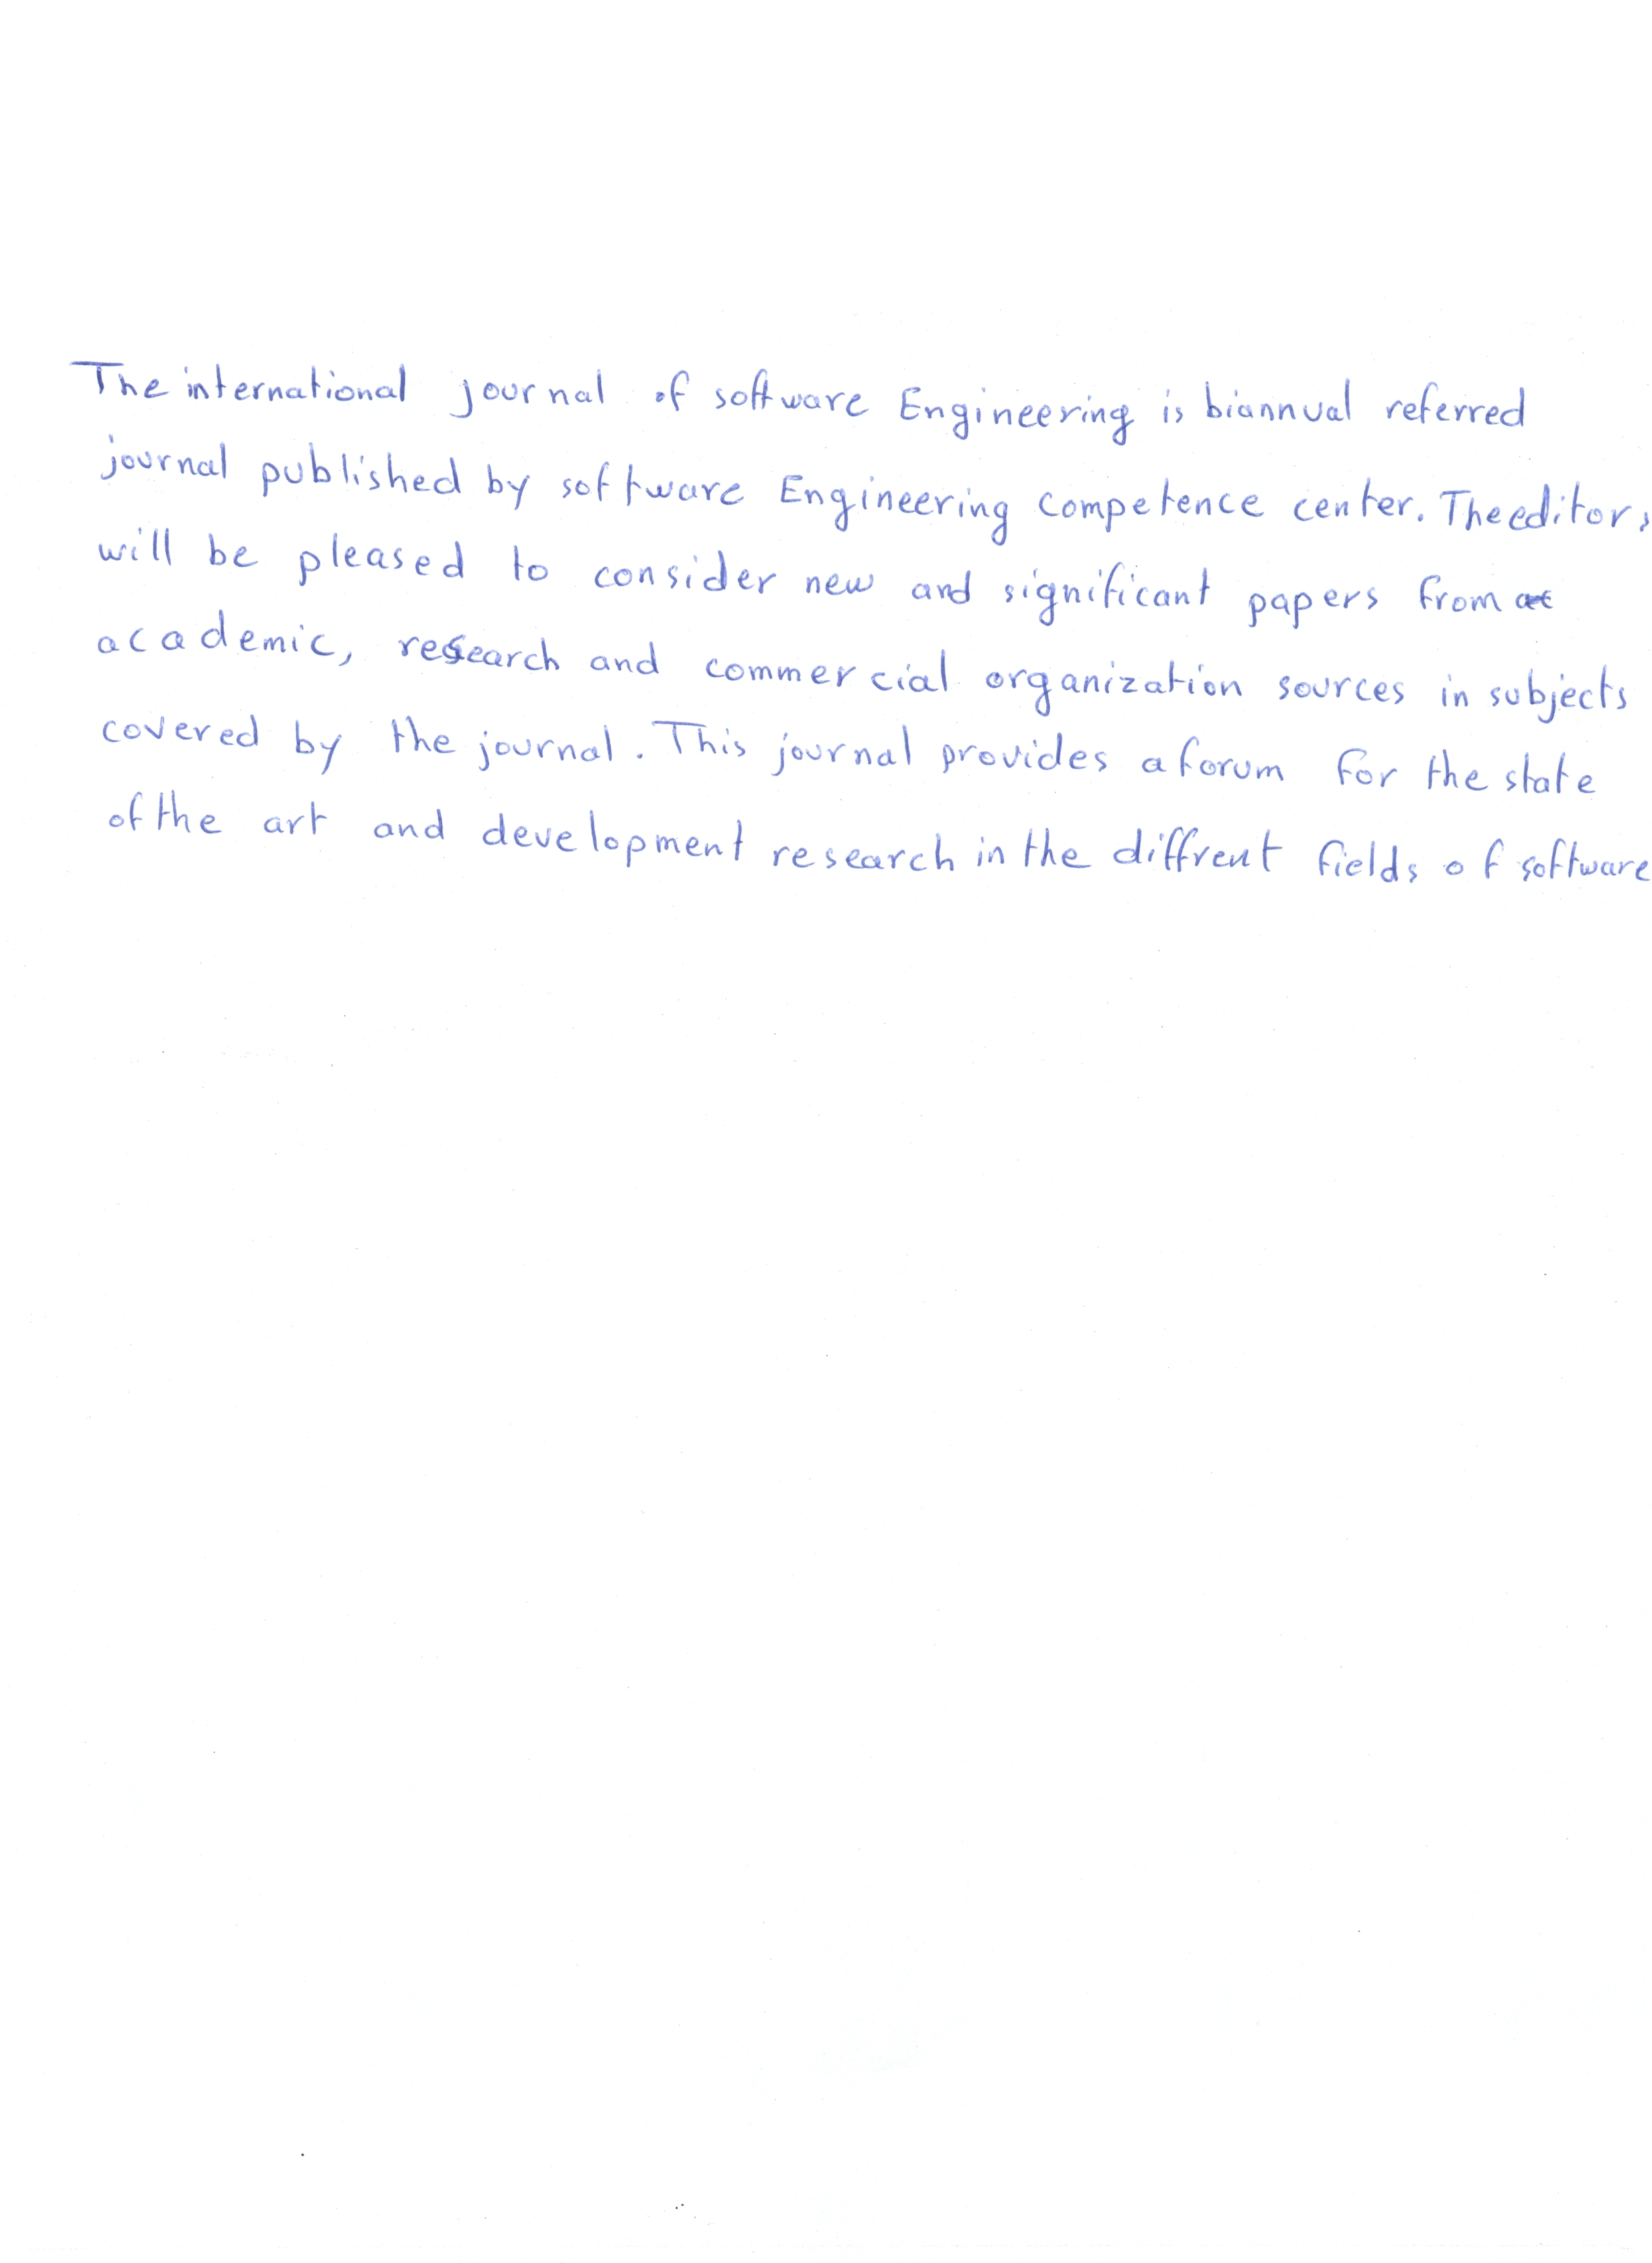 The international journal of software Engineering is biannual referred
journal published by software Engineering competence center. The editors
will be pleased to consider new and significant papers from
academic, research and commercial organization sources in subjects
covered by the journal. This journal provides a forum for the state
of the art and development research in the diffrent fields of software